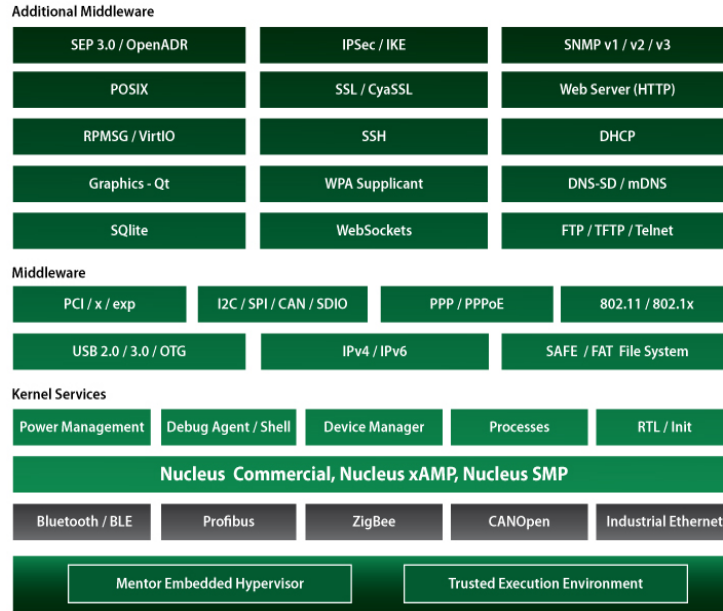 Additional Middleware
SEP 3.0 / OpenADR
IPSec / IKE
SNMP v1 / v2 / v3
POSIX
SSL / CyaSSL
Web Server (HTTP)
RPMSG / VirtIO
SSH
DHCP
Graphics - Qt
WPA Supplicant
DNS-SD / mDNS
SQlite
WebSockets
FTP / TFTP / Telnet
Middleware
PCI / x / exp
I2C / SPI / CAN / SDIO
PPP / PPPoE
802.11 / 802.1x
USB 2.0 / 3.0 / OTG
IPv4 / IPv6
SAFE / FAT File System
Kernel Services
Power Management
Debug Agent / Shell
Device Manager
Processes
RTL / Init
Nucleus Commercial, Nucleus xAMP, Nucleus SMP
Bluetooth / BLE
Profibus
ZigBee
CANOpen
Industrial Ethernet
Mentor Embedded Hypervisor
Trusted Execution Environment